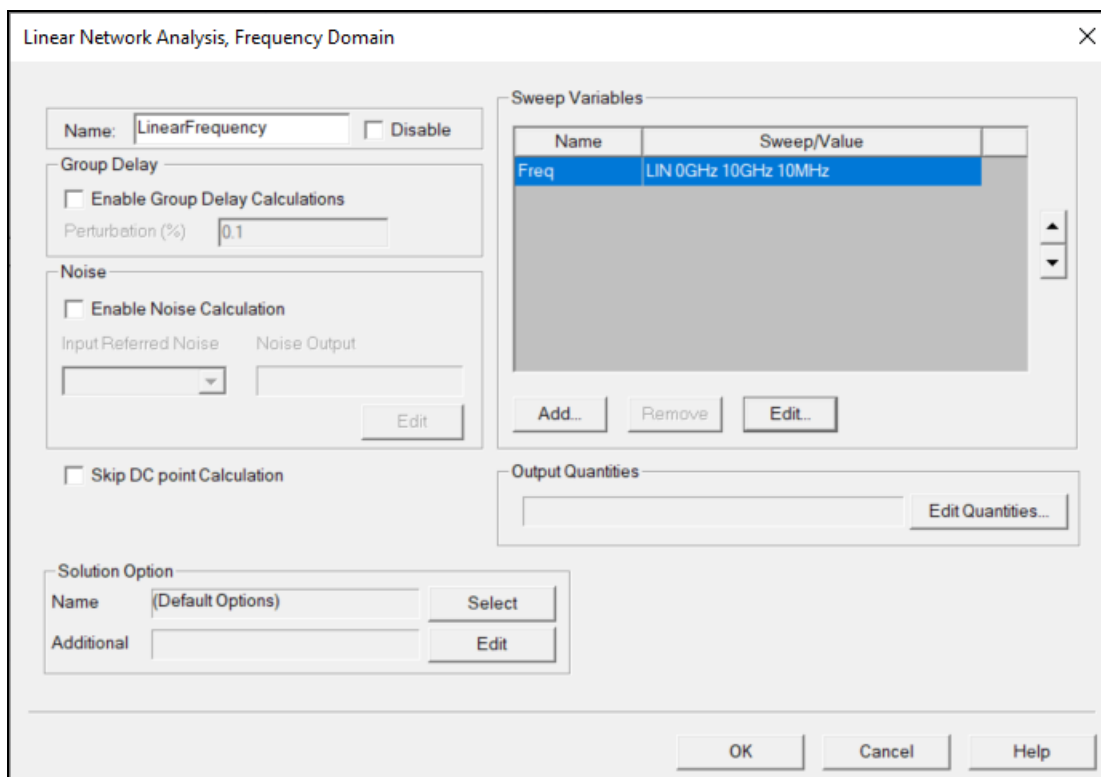 Linear Network Analysis, Frequency Domain
Name: LinearFrequency Disable
Group Delay
Enable Group Delay Calculations
Perturbation (%) 0.1
Noise
Enable Noise Calculation
Input Referred Noise Noise Output
Edit
Skip DC point Calculation
Sweep Variables
Name Sweep/Value
Freq LIN 0GHz 10GHz 10MHz
Add... Remove Edit...
Output Quantities
Edit Quantities...
Solution Option
Name (Default Options) Select
Additional Edit
OK Cancel Help